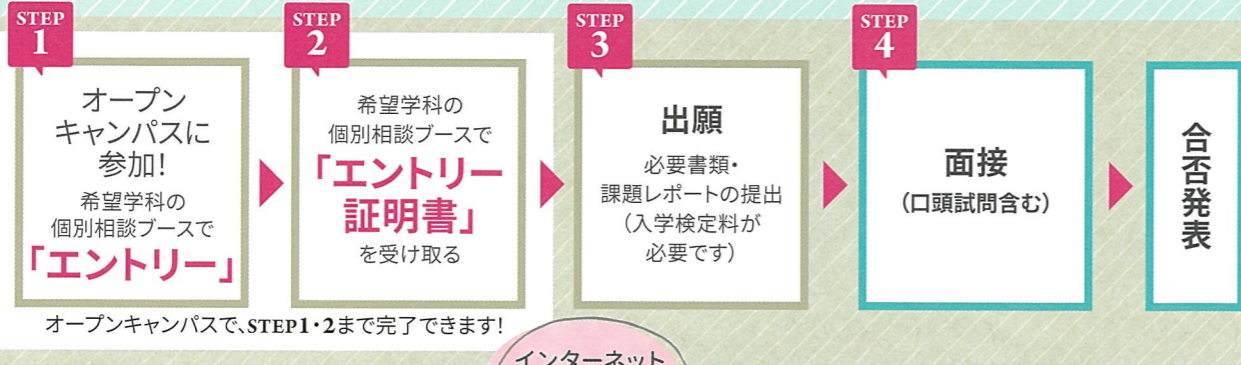 STEP
1
オープン
キャンパスに
参加!
希望学科の
個別相談ブースで
「エントリー」
STEP
2
希望学科の
個別相談ブースで
「エントリー
証明書」
を受け取る
オープンキャンパスで、STEP1・2まで完了できます!
STEP
3
出願
必要書類・
課題レポートの提出
(入学検定料が
必要です)
STEP
4
面接
(口頭試問含む)
合否発表
インターネット